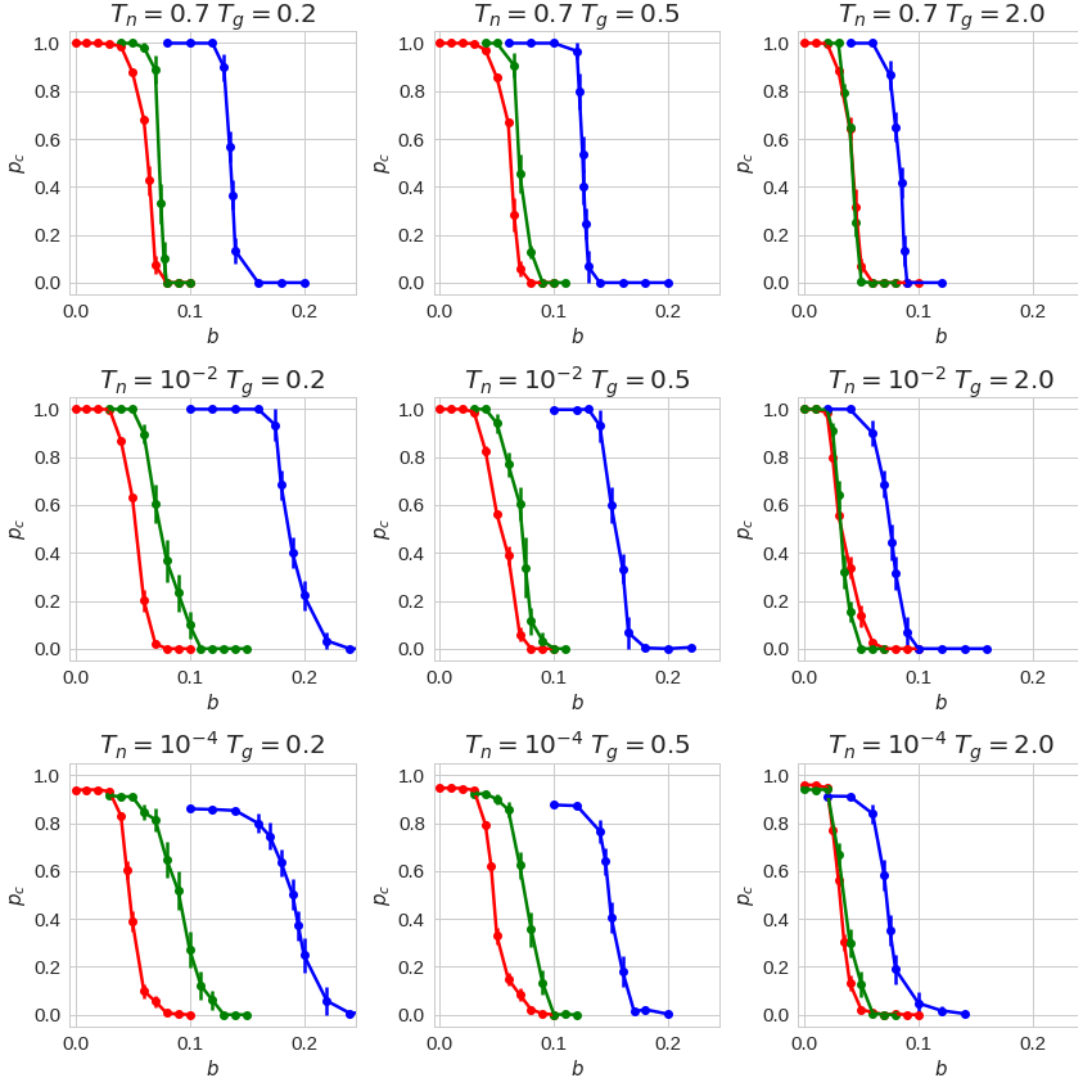 T_n = 0.7 T_g = 0.2
T_n = 0.7 T_g = 0.5
T_n = 0.7 T_g = 2.0
1.0
0.8
0.6
0.4
0.2
0.0
p_c
0.0 0.1 0.2
b
1.0
0.8
0.6
0.4
0.2
0.0
p_c
0.0 0.1 0.2
b
1.0
0.8
0.6
0.4
0.2
0.0
p_c
0.0 0.1 0.2
b
T_n = 10^{-2} T_g = 0.2
T_n = 10^{-2} T_g = 0.5
T_n = 10^{-2} T_g = 2.0
1.0
0.8
0.6
0.4
0.2
0.0
p_c
0.0 0.1 0.2
b
1.0
0.8
0.6
0.4
0.2
0.0
p_c
0.0 0.1 0.2
b
1.0
0.8
0.6
0.4
0.2
0.0
p_c
0.0 0.1 0.2
b
T_n = 10^{-4} T_g = 0.2
T_n = 10^{-4} T_g = 0.5
T_n = 10^{-4} T_g = 2.0
1.0
0.8
0.6
0.4
0.2
0.0
p_c
0.0 0.1 0.2
b
1.0
0.8
0.6
0.4
0.2
0.0
p_c
0.0 0.1 0.2
b
1.0
0.8
0.6
0.4
0.2
0.0
p_c
0.0 0.1 0.2
b